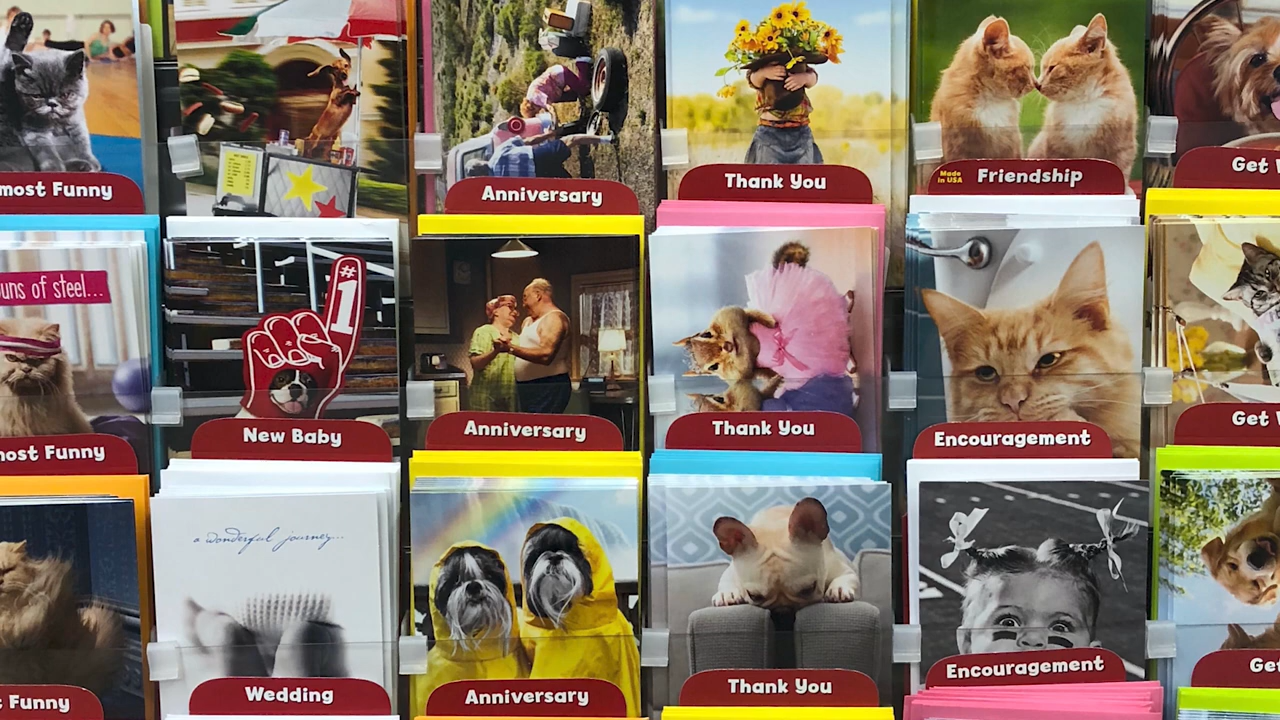 most Funny
Anniversary
Thank You
Made
in USA
Friendship
Get
uns of steel...
#1
most Funny
New Baby
Anniversary
Thank You
Encouragement
Get
a wonderful journey...
Funny
Wedding
Anniversary
Thank You
Encouragement
Ge